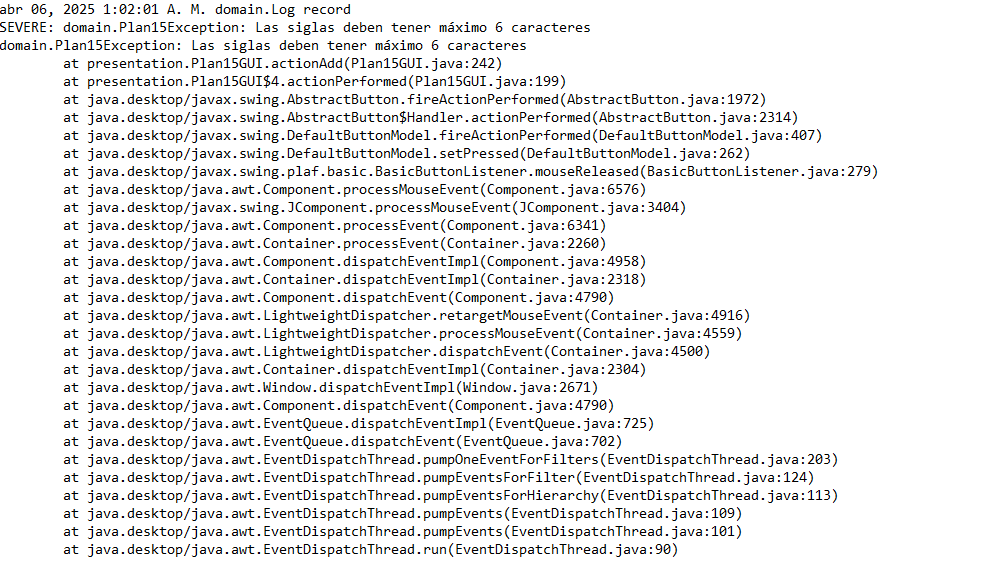 abr 06, 2025 1:02:01 A. M. domain.Log record
SEVERE: domain.Plan15Exception: Las siglas deben tener máximo 6 caracteres
domain.Plan15Exception: Las siglas deben tener máximo 6 caracteres
at presentation.Plan15GUI.actionAdd(Plan15GUI.java:242)
at presentation.Plan15GUI$4.actionPerformed(Plan15GUI.java:199)
at java.desktop/javax.swing.AbstractButton.fireActionPerformed(AbstractButton.java:1972)
at java.desktop/javax.swing.AbstractButton$Handler.actionPerformed(AbstractButton.java:2314)
at java.desktop/javax.swing.DefaultButtonModel.fireActionPerformed(DefaultButtonModel.java:407)
at java.desktop/javax.swing.DefaultButtonModel.setPressed(DefaultButtonModel.java:262)
at java.desktop/javax.swing.plaf.basic.BasicButtonListener.mouseReleased(BasicButtonListener.java:279)
at java.desktop/java.awt.Component.processMouseEvent(Component.java:6576)
at java.desktop/javax.swing.JComponent.processMouseEvent(JComponent.java:3404)
at java.desktop/java.awt.Component.processEvent(Component.java:6341)
at java.desktop/java.awt.Container.processEvent(Container.java:2260)
at java.desktop/java.awt.Component.dispatchEventImpl(Component.java:4958)
at java.desktop/java.awt.Container.dispatchEventImpl(Container.java:2318)
at java.desktop/java.awt.Component.dispatchEvent(Component.java:4790)
at java.desktop/java.awt.LightweightDispatcher.retargetMouseEvent(Container.java:4916)
at java.desktop/java.awt.LightweightDispatcher.processMouseEvent(Container.java:4559)
at java.desktop/java.awt.LightweightDispatcher.dispatchEvent(Container.java:4500)
at java.desktop/java.awt.Container.dispatchEventImpl(Container.java:2304)
at java.desktop/java.awt.Window.dispatchEventImpl(Window.java:2671)
at java.desktop/java.awt.Component.dispatchEvent(Component.java:4790)
at java.desktop/java.awt.EventQueue.dispatchEventImpl(EventQueue.java:725)
at java.desktop/java.awt.EventQueue.dispatchEvent(EventQueue.java:702)
at java.desktop/java.awt.EventDispatchThread.pumpOneEventForFilters(EventDispatchThread.java:203)
at java.desktop/java.awt.EventDispatchThread.pumpEventsForFilter(EventDispatchThread.java:124)
at java.desktop/java.awt.EventDispatchThread.pumpEventsForHierarchy(EventDispatchThread.java:113)
at java.desktop/java.awt.EventDispatchThread.pumpEvents(EventDispatchThread.java:109)
at java.desktop/java.awt.EventDispatchThread.pumpEvents(EventDispatchThread.java:101)
at java.desktop/java.awt.EventDispatchThread.run(EventDispatchThread.java:90)